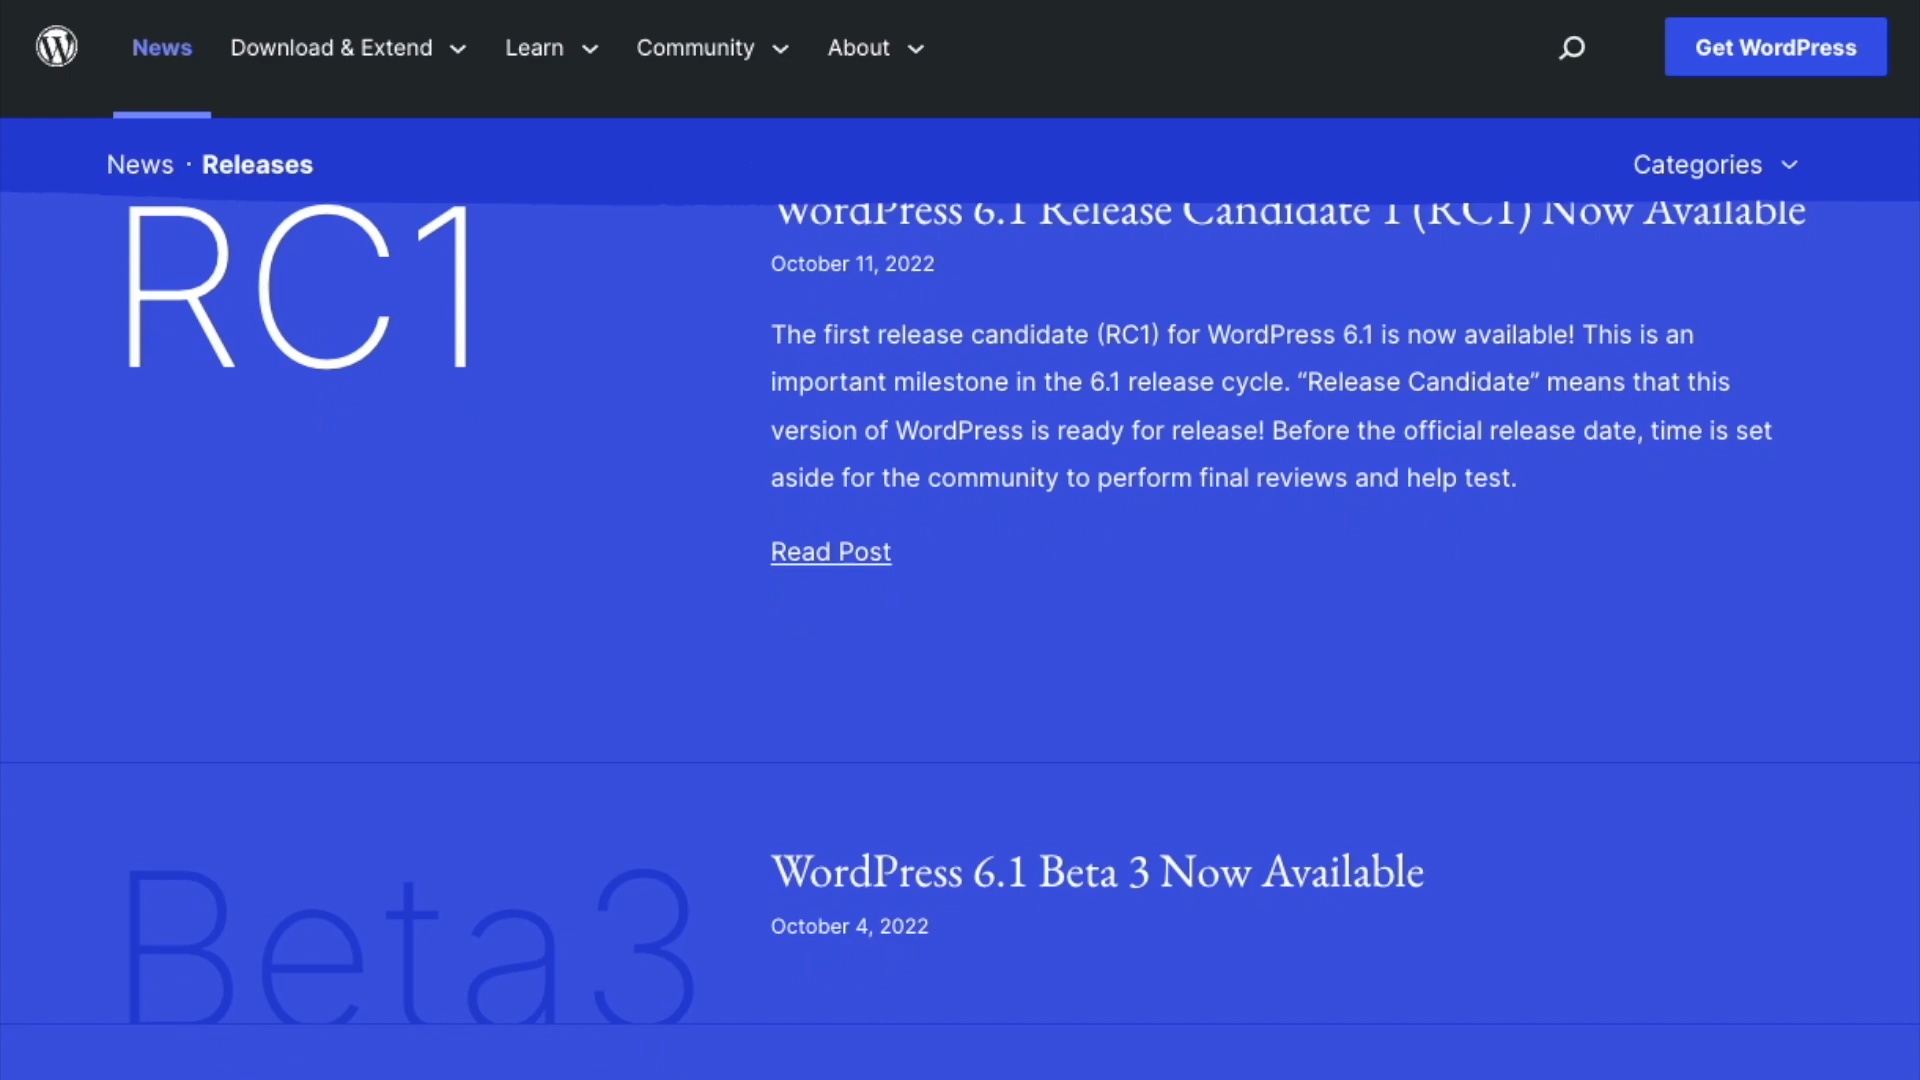 News
Download & Extend
Learn
Community
About
Get WordPress
News · Releases
Categories
RC1
WordPress 6.1 Release Candidate 1 (RC1) Now Available
October 11, 2022
The first release candidate (RC1) for WordPress 6.1 is now available! This is an
important milestone in the 6.1 release cycle. “Release Candidate” means that this
version of WordPress is ready for release! Before the official release date, time is set
aside for the community to perform final reviews and help test.
Read Post
Beta3
WordPress 6.1 Beta 3 Now Available
October 4, 2022